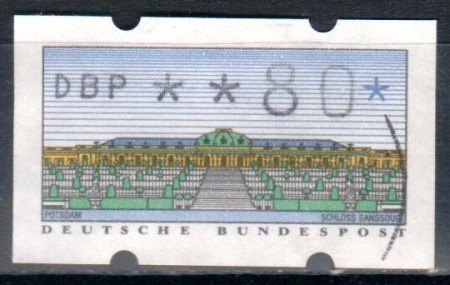 DBP **80*
POTSDAM SCHLOSS SANSSOUCI
DEUTSCHE BUNDESPOST